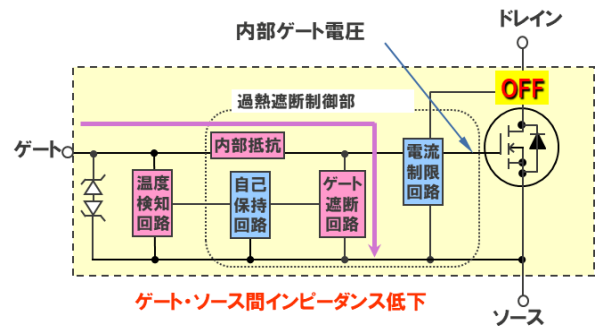 ドレイン
内部ゲート電圧
OFF
過熱遮断制御部
ゲート
内部抵抗
電流
制限
回路
温度
検知
回路
自己
保持
回路
ゲート
遮断
回路
ゲート・ソース間インピーダンス低下
ソース